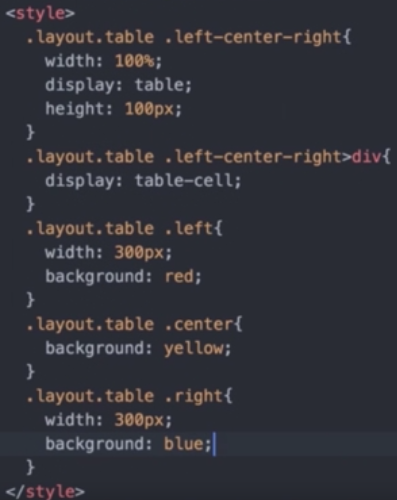 <style>
.layout.table .left-center-right{
width: 100%;
display: table;
height: 100px;
}
.layout.table .left-center-right>div{
display: table-cell;
}
.layout.table .left{
width: 300px;
background: red;
}
.layout.table .center{
background: yellow;
}
.layout.table .right{
width: 300px;
background: blue;
}
</style>